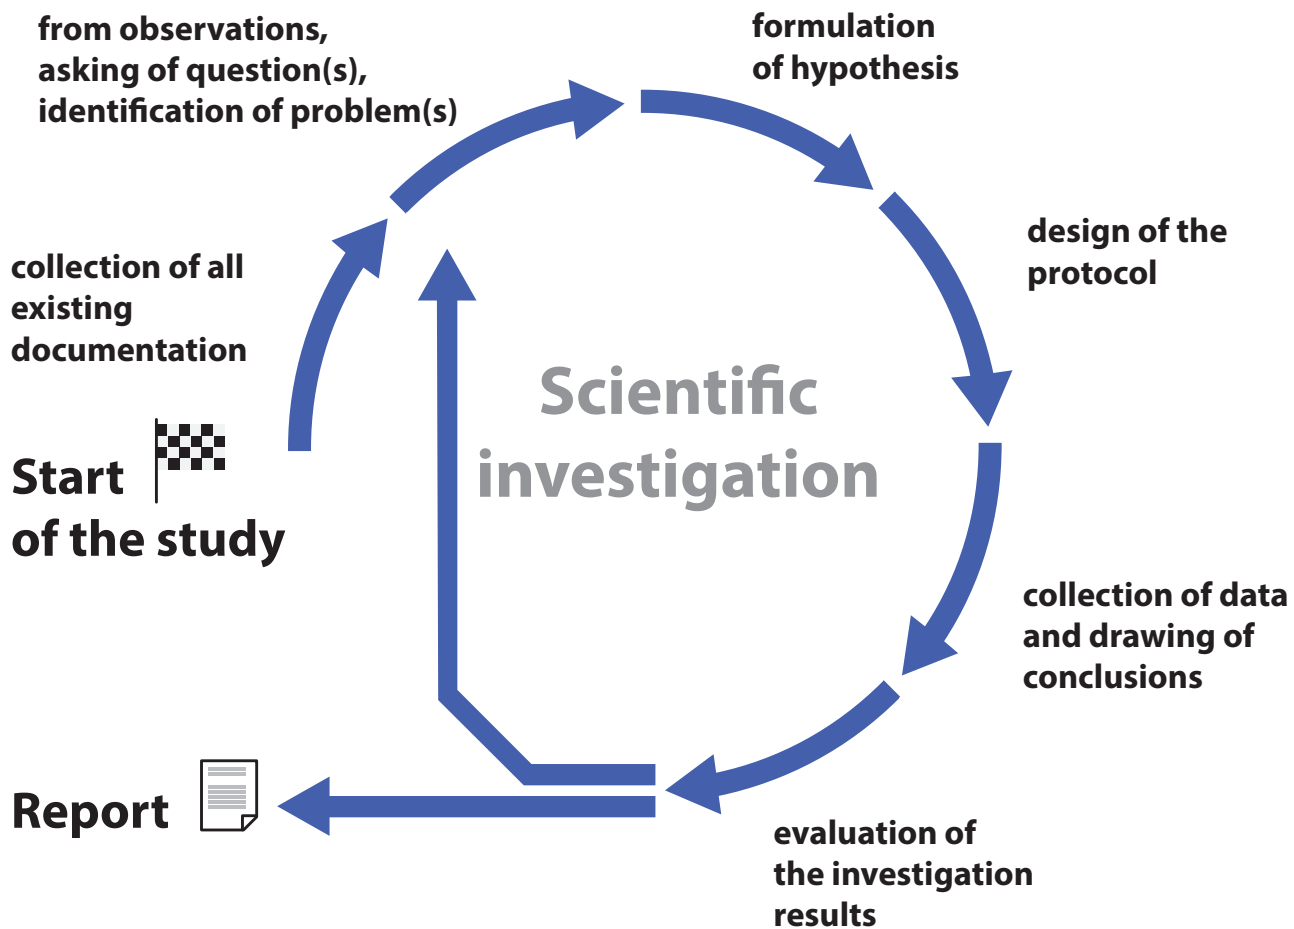 from observations,
asking of question(s),
identification of problem(s)
formulation
of hypothesis
design of the
protocol
collection of all
existing
documentation
Scientific
investigation
Start
of the study
collection of data
and drawing of
conclusions
Report
evaluation of
the investigation
results